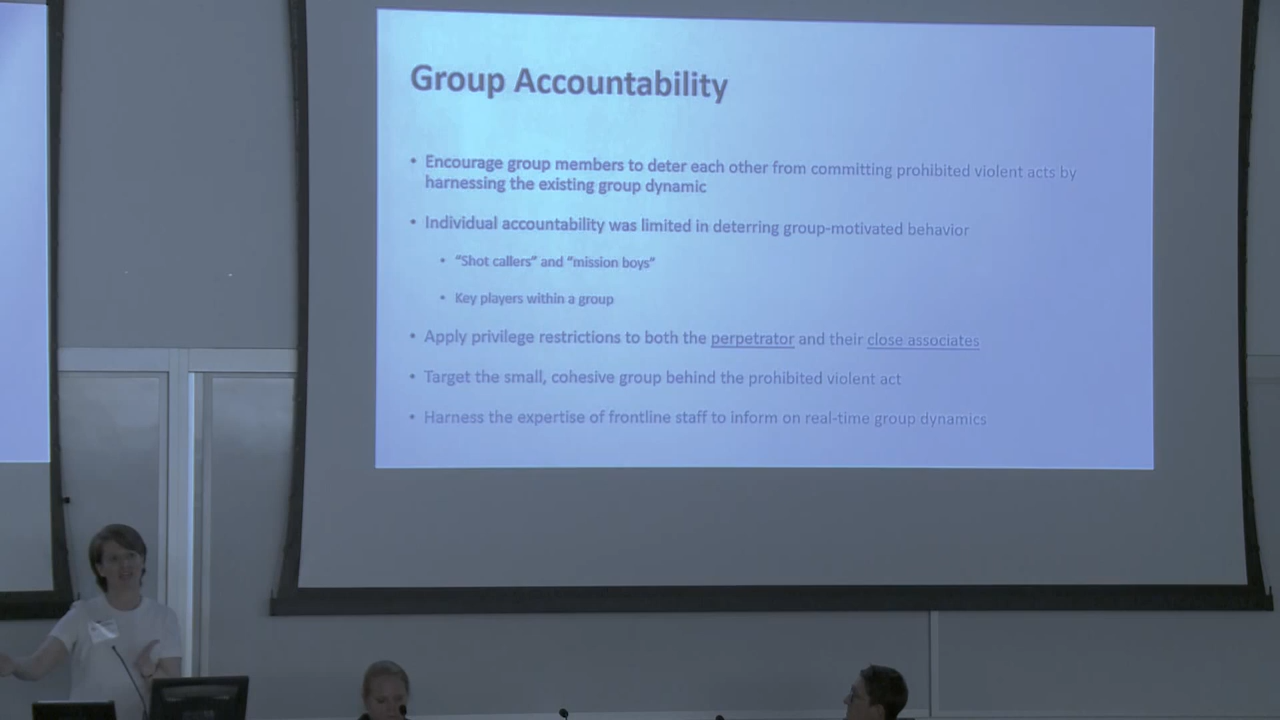 Group Accountability
• Encourage group members to deter each other from committing prohibited violent acts by
harnessing the existing group dynamic
• Individual accountability was limited in deterring group-motivated behavior
• “Shot callers” and “mission boys”
• Key players within a group
• Apply privilege restrictions to both the perpetrator and their close associates
• Target the small, cohesive group behind the prohibited violent act
• Harness the expertise of frontline staff to inform on real-time group dynamics